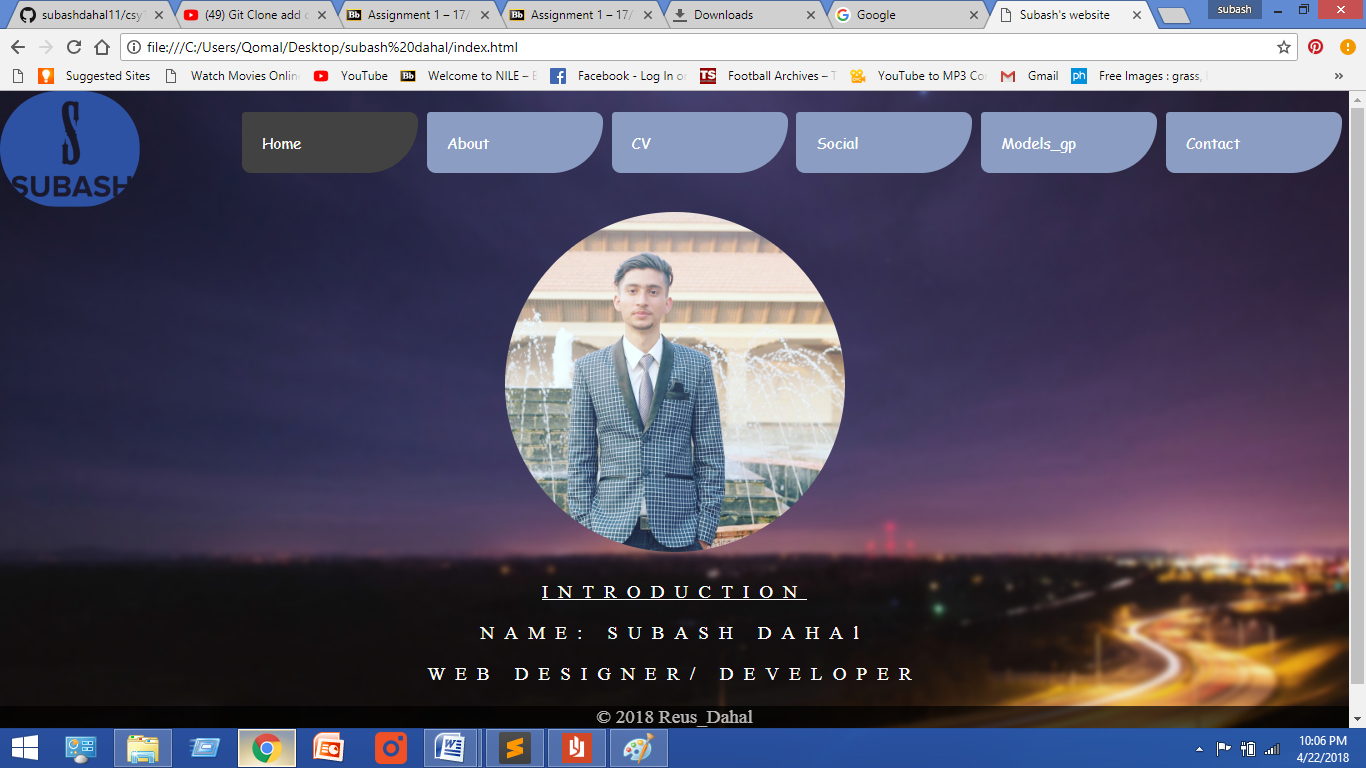 subashdahal11/csy
(49) Git Clone add c
Assignment 1 – 17/
Assignment 1 – 17/
Downloads
Google
Subash's website
subash
file:///C:/Users/Qomal/Desktop/subash%20dahal/index.html
Suggested Sites
Watch Movies Onlin
YouTube
Welcome to NILE –
Facebook - Log In or
Football Archives –
YouTube to MP3 Co
Gmail
Free Images : grass,
SUBASH
Home
About
CV
Social
Models_gp
Contact
INTRODUCTION
NAME: SUBASH DAHAl
WEB DESIGNER/ DEVELOPER
© 2018 Reus_Dahal
10:06 PM
4/22/2018